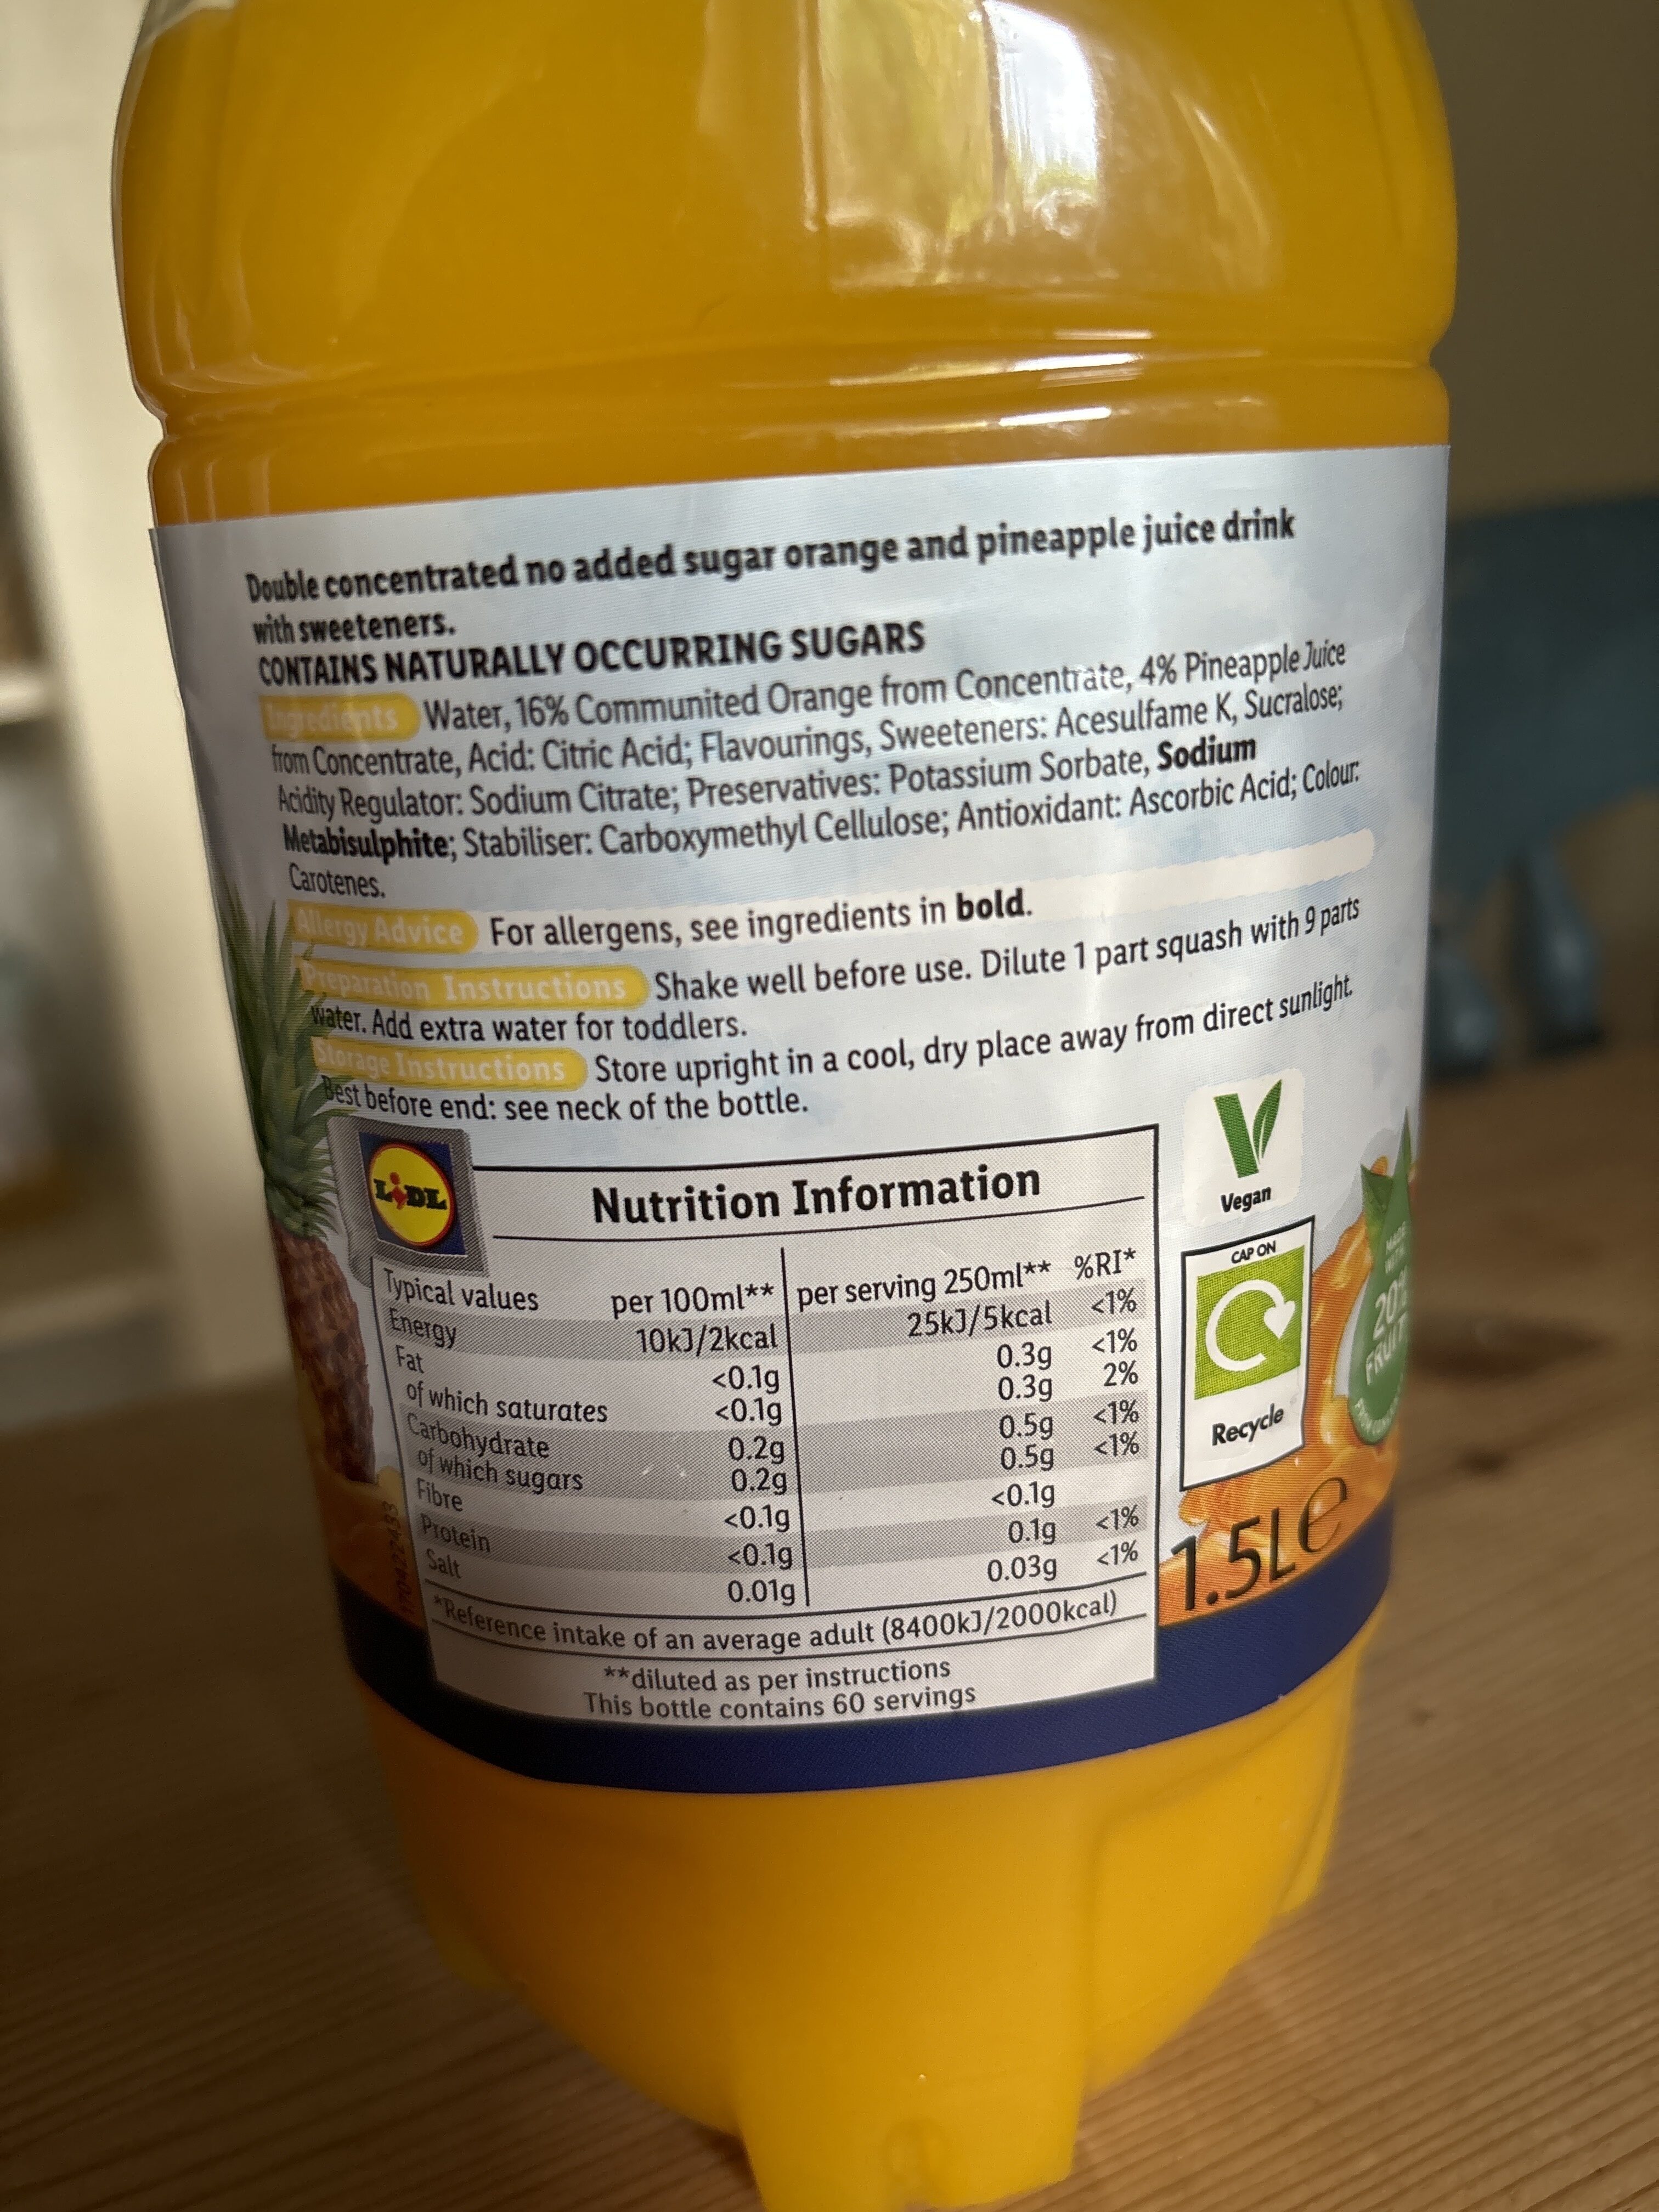 Double concentrated no added sugar orange and pineapple juice drink
with sweeteners.
CONTAINS NATURALLY OCCURRING SUGARS
Ingredients Water, 16% Communited Orange from Concentrate, 4% Pineapple Juice
from Concentrate, Acid: Citric Acid; Flavourings, Sweeteners: Acesulfame K, Sucralose;
Acidity Regulator: Sodium Citrate; Preservatives: Potassium Sorbate, Sodium
Metabisulphite; Stabiliser: Carboxymethyl Cellulose; Antioxidant: Ascorbic Acid; Colour:
Carotenes.
Allergy Advice For allergens, see ingredients in bold.
Preparation Instructions Shake well before use. Dilute 1 part squash with 9 parts
water. Add extra water for toddlers.
Storage Instructions Store upright in a cool, dry place away from direct sunlight.
Best before end: see neck of the bottle.
LIDL
Nutrition Information
Typical values per 100ml** per serving 250ml** %RI*
Energy 10kJ/2kcal 25kJ/5kcal <1%
Fat <0.1g 0.3g <1%
of which saturates <0.1g 0.3g 2%
Carbohydrate 0.2g 0.5g <1%
of which sugars 0.2g 0.5g <1%
Fibre <0.1g <0.1g
Protein <0.1g 0.1g <1%
Salt 0.01g 0.03g <1%
*Reference intake of an average adult (8400kJ/2000kcal)
**diluted as per instructions
This bottle contains 60 servings
Vegan
CAP ON
Recycle
MADE
WITH
20%
FRUIT
1.5L e